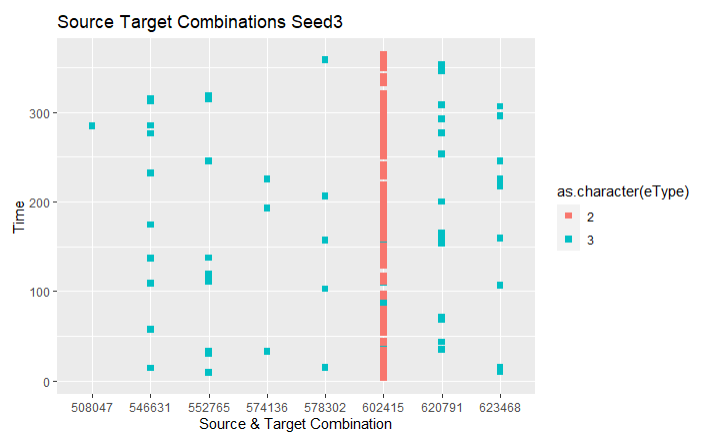 Source Target Combinations Seed3
300
200
100
0
Time
508047 546631 552765 574136 578302 602415 620791 623468
Source & Target Combination
as.character(eType)
2
3